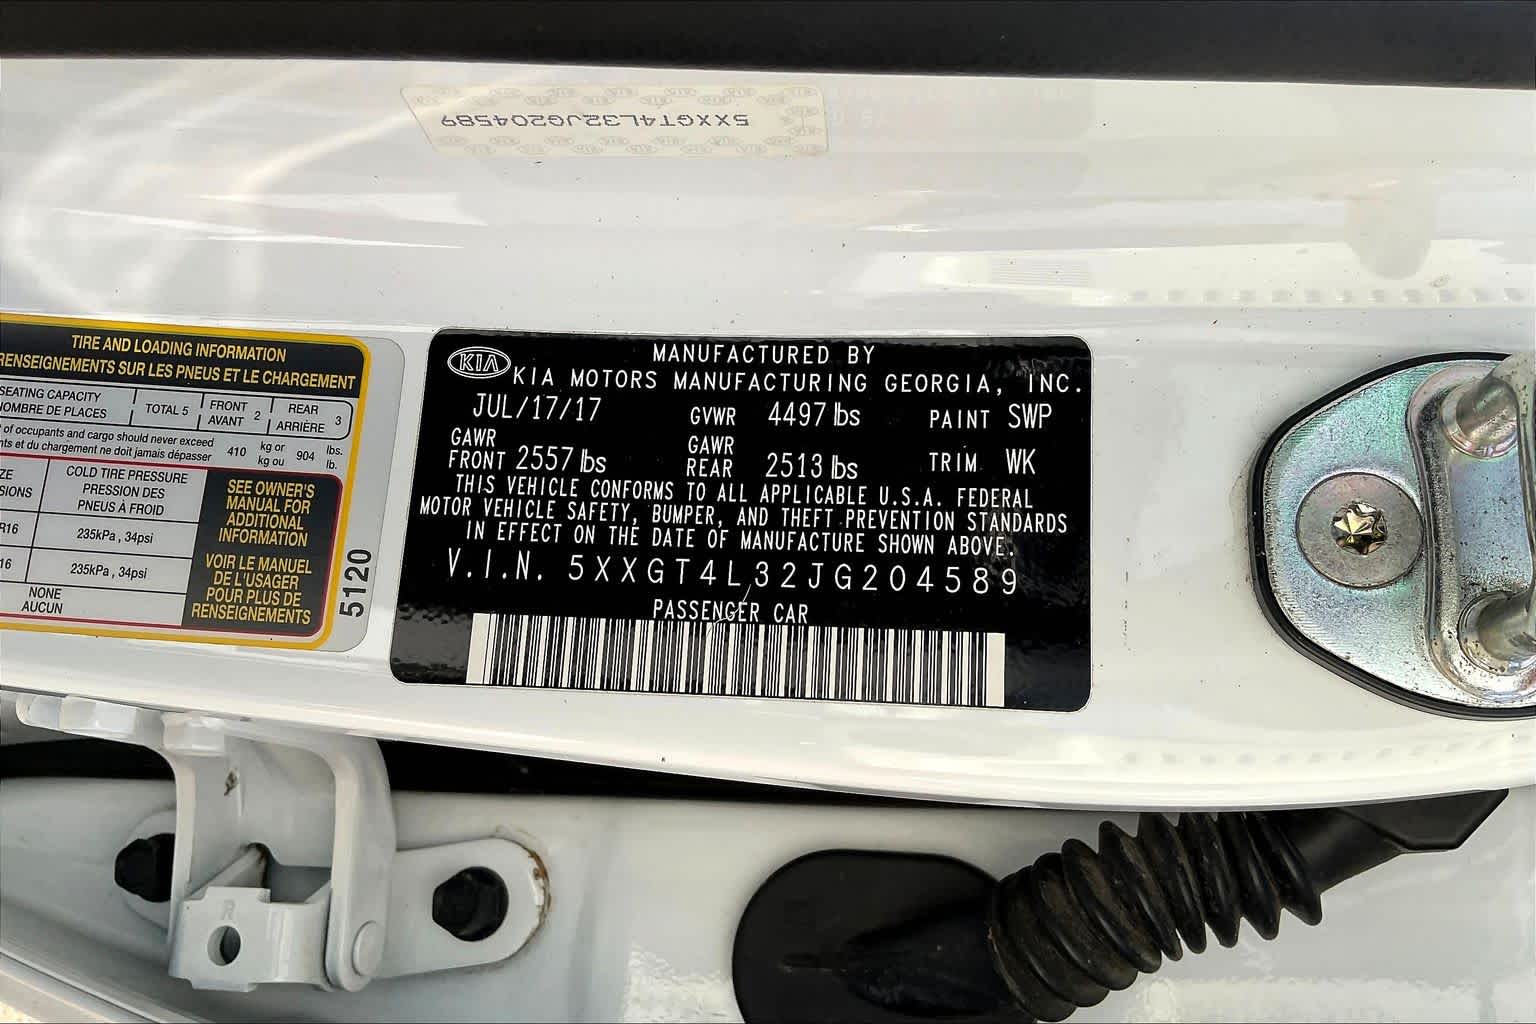 5XXGT4L32JG204589
TIRE AND LOADING INFORMATION
RENSEIGNEMENTS SUR LES PNEUS ET LE CHARGEMENT
SEATING CAPACITY
NOMBRE DE PLACES
TOTAL 5
FRONT
AVANT 2
REAR
ARRIÈRE 3
of occupants and cargo should never exceed
et du chargement ne doit jamais dépasser
410 kg or
kg ou
904 lbs.
lb.
COLD TIRE PRESSURE
PRESSION DES
PNEUS À FROID
R16
235kPa , 34psi
16
235kPa , 34psi
NONE
AUCUN
SEE OWNER'S
MANUAL FOR
ADDITIONAL
INFORMATION
VOIR LE MANUEL
DE L'USAGER
POUR PLUS DE
RENSEIGNEMENTS
5120
KIA
MANUFACTURED BY
KIA MOTORS MANUFACTURING GEORGIA, INC.
JUL/17/17 GVWR 4497 lbs PAINT SWP
GAWR
FRONT 2557 lbs
GAWR
REAR 2513 lbs
TRIM WK
THIS VEHICLE CONFORMS TO ALL APPLICABLE U.S.A. FEDERAL
MOTOR VEHICLE SAFETY, BUMPER, AND THEFT PREVENTION STANDARDS
IN EFFECT ON THE DATE OF MANUFACTURE SHOWN ABOVE.
V.I.N. 5XXGT4L32JG204589
PASSENGER CAR
R